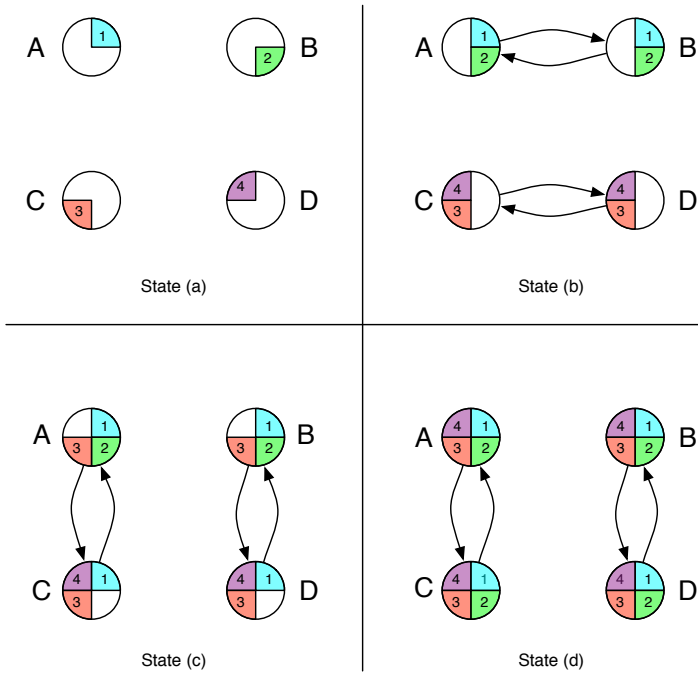 A 1 2 B
C 3 4 D
State (a)
A 1 2 1 2 B
C 4 3 4 3 D
State (b)
A 1 3 2 1 3 2 B
C 4 1 3 4 1 3 D
State (c)
A 4 1 3 2 4 1 3 2 B
C 4 1 3 2 4 1 3 2 D
State (d)